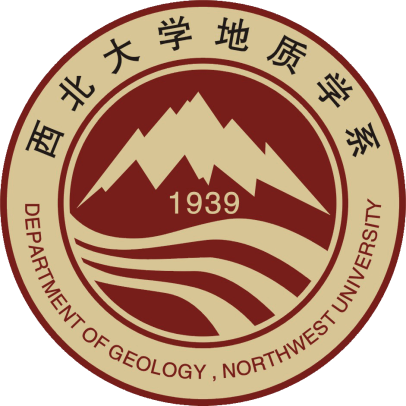 西北大学地质学系
1939
DEPARTMENT OF GEOLOGY , NORTHWEST UNIVERSITY